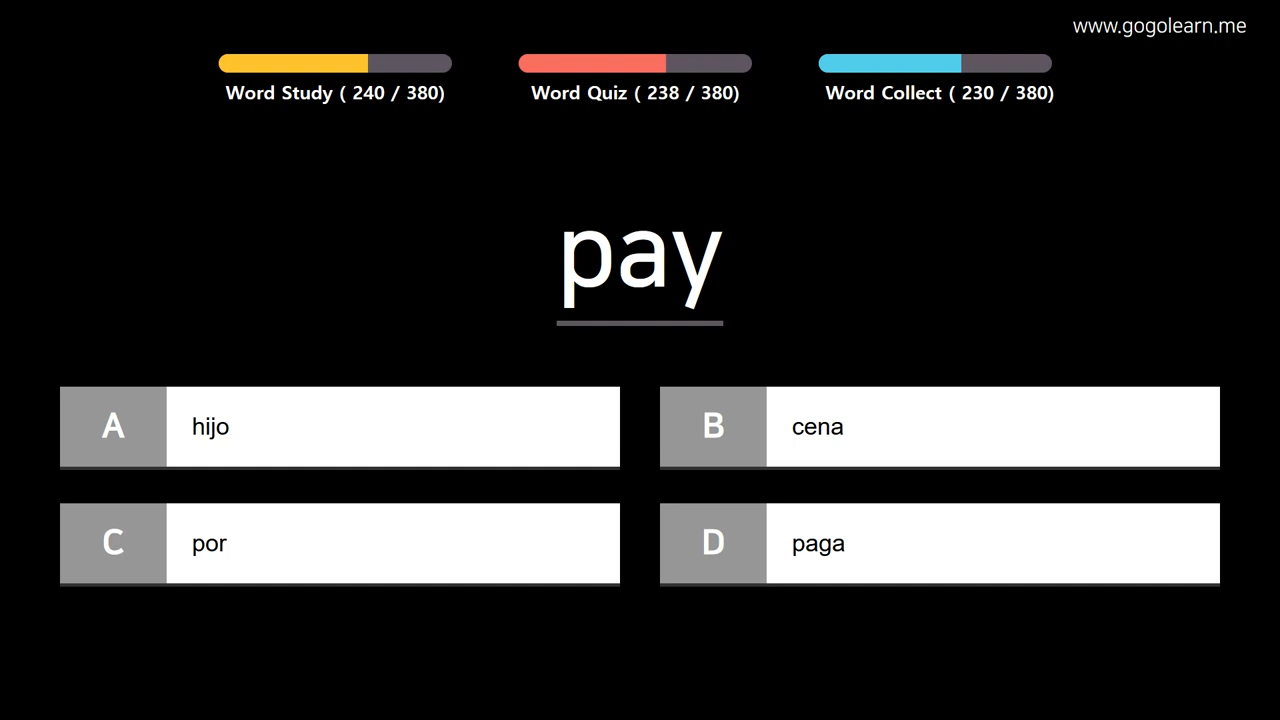 www.gogolearn.me
Word Study ( 240 / 380)
Word Quiz ( 238 / 380)
Word Collect ( 230 / 380)
pay
A hijo
B cena
C por
D paga